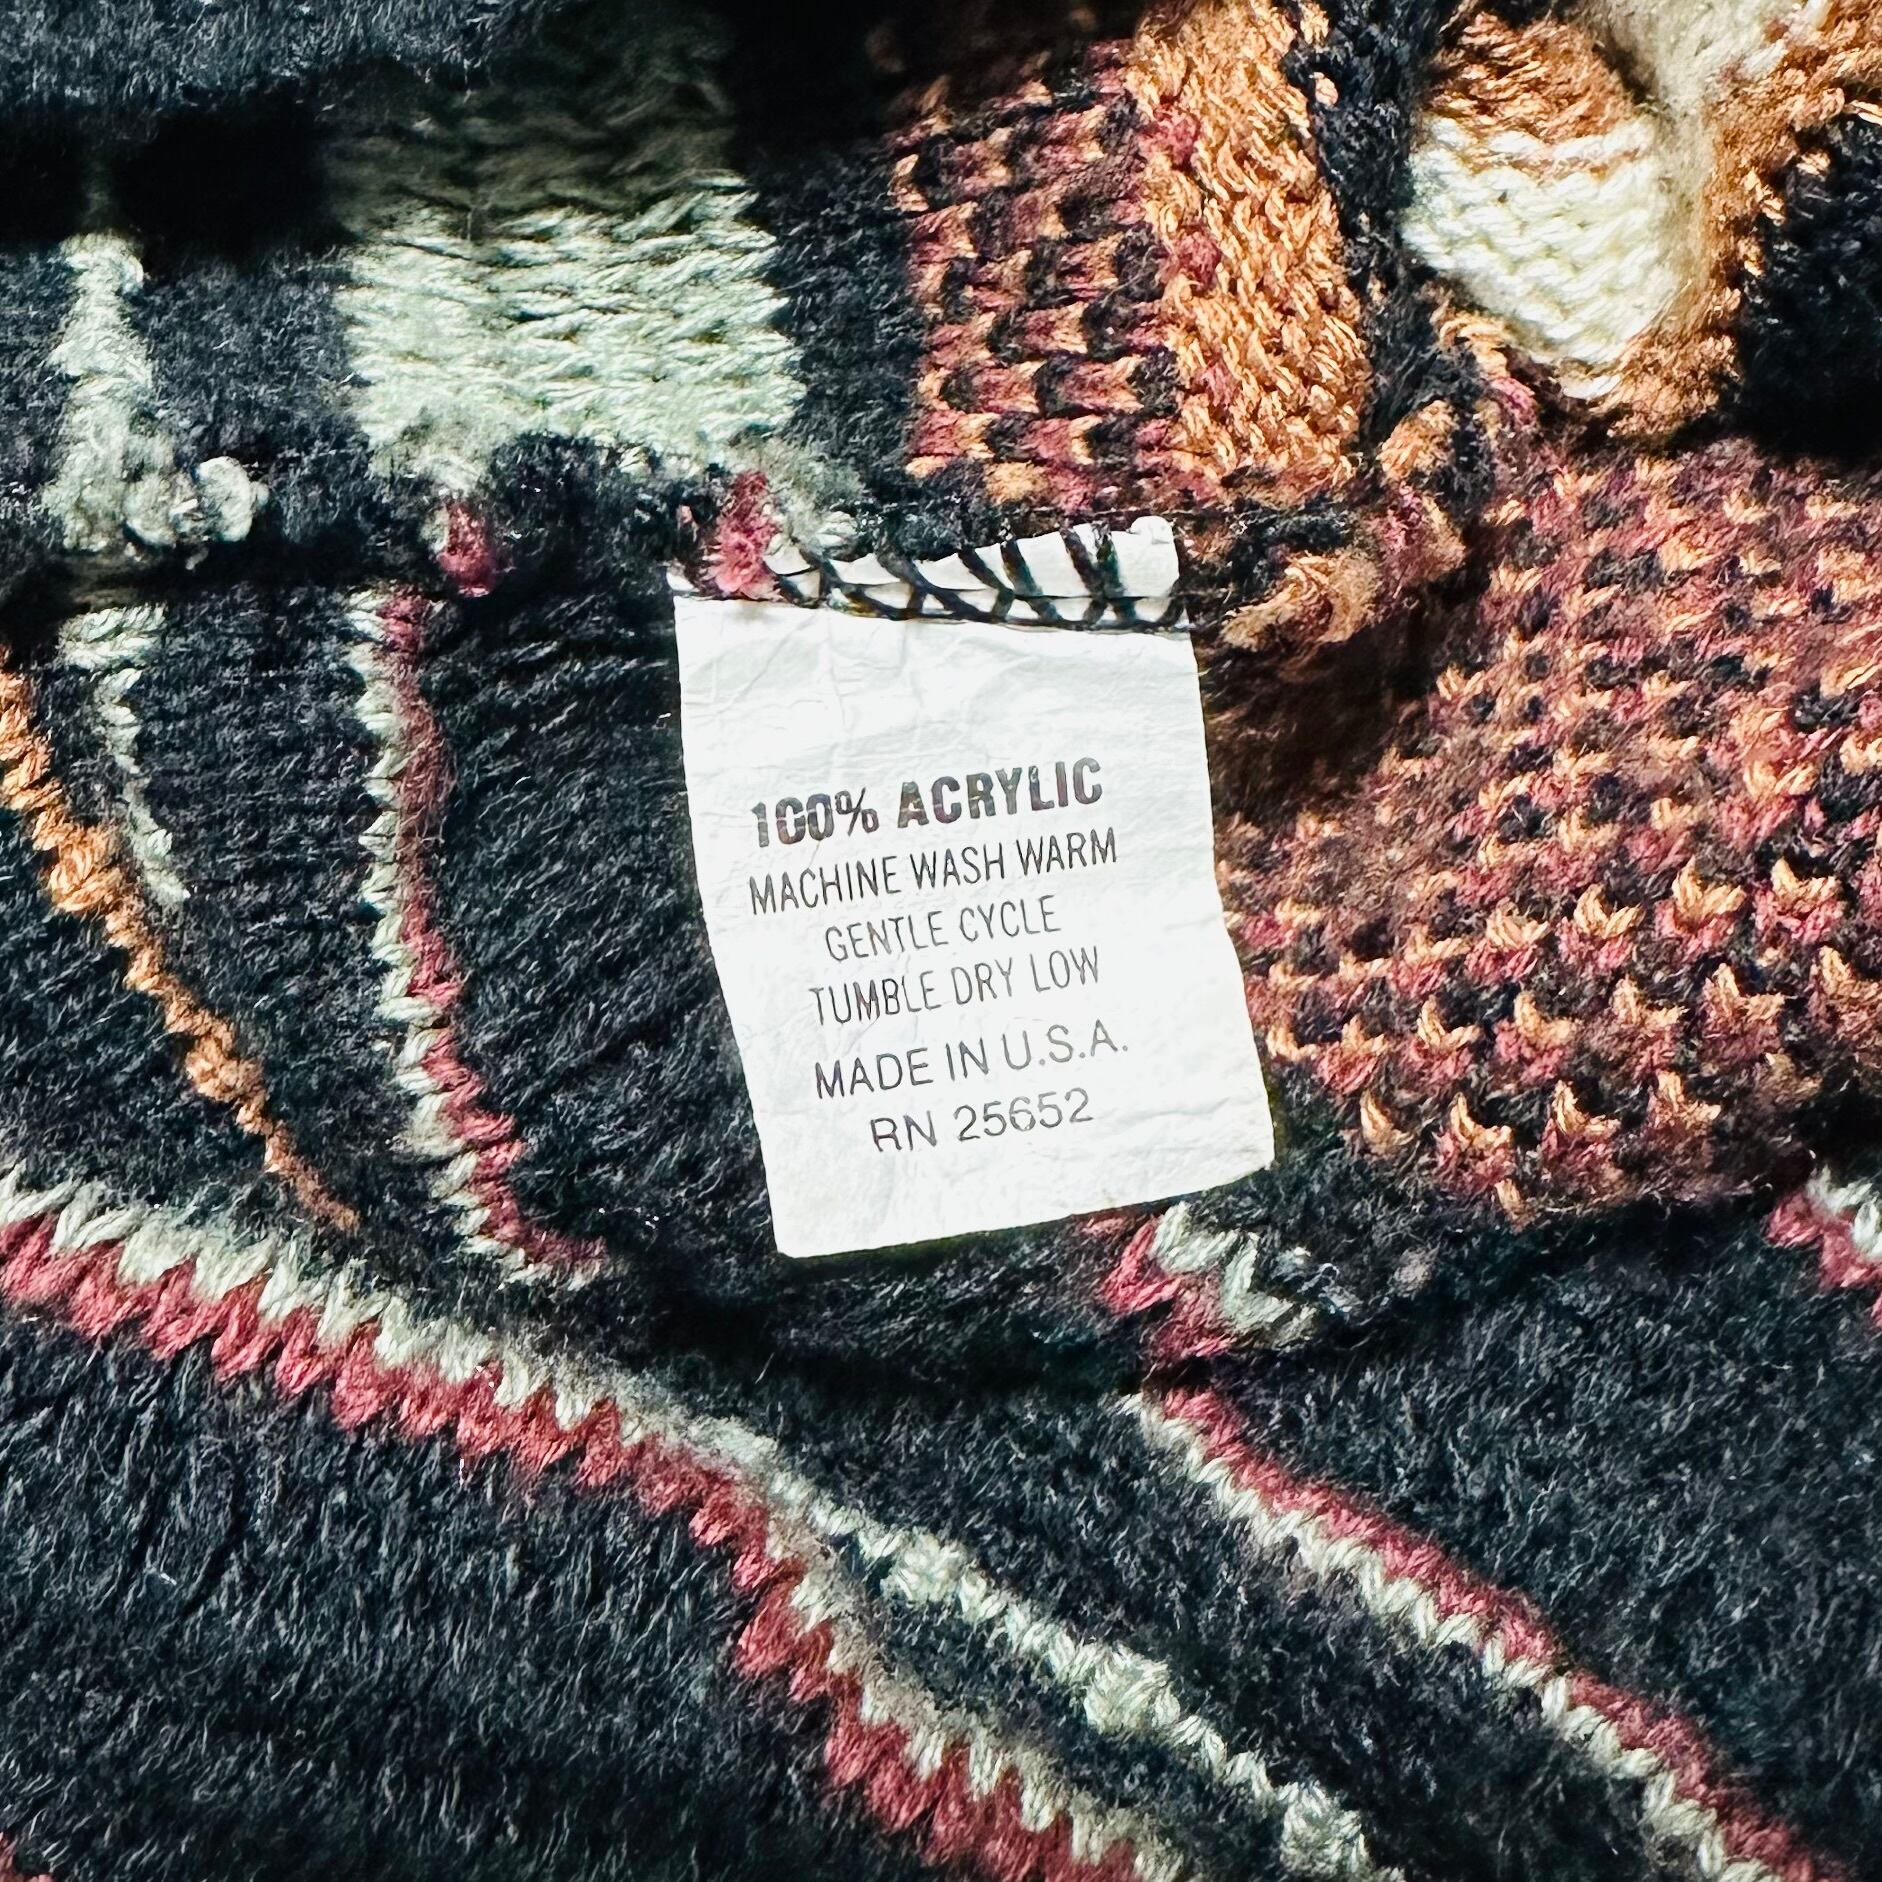 100% ACRYLIC
MACHINE WASH WARM
GENTLE CYCLE
TUMBLE DRY LOW
MADE IN U.S.A.
RN 25652